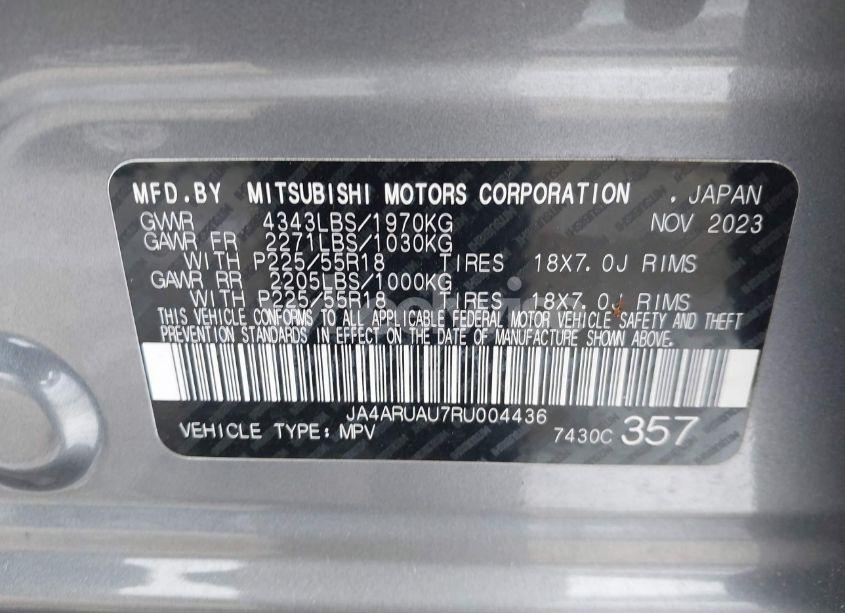 MFD.BY MITSUBISHI MOTORS CORPORATION . JAPAN
GVWR 4343LBS/1970KG NOV 2023
GAWR FR 2271LBS/1030KG
WITH P225/55R18 TIRES 18X7.0J RIMS
GAWR RR 2205LBS/1000KG
WITH P225/55R18 TIRES 18X7.0J RIMS
THIS VEHICLE CONFORMS TO ALL APPLICABLE FEDERAL MOTOR VEHICLE SAFETY AND THEFT
PREVENTION STANDARDS IN EFFECT ON THE DATE OF MANUFACTURE SHOWN ABOVE.
JA4ARUAU7RU004436
VEHICLE TYPE: MPV 7430C 357